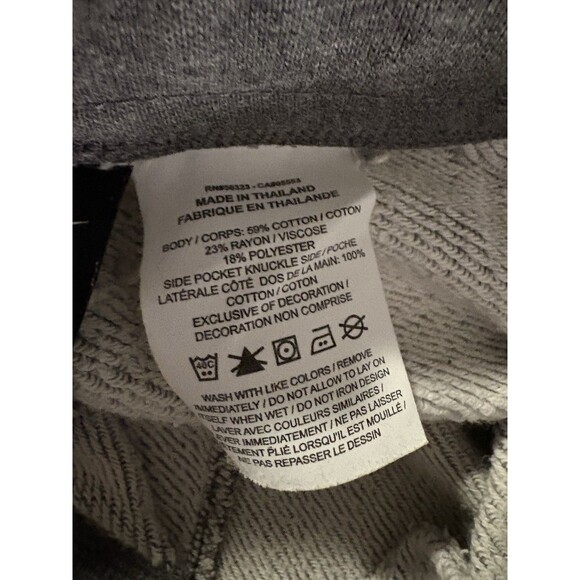 RN#56323 - CA#05553
MADE IN THAILAND
FABRIQUE EN THAILANDE
BODY / CORPS: 59% COTTON / COTON
23% RAYON / VISCOSE
18% POLYESTER
SIDE POCKET KNUCKLE SIDE / POCHE
LATÉRALE CÔTÉ DOS DE LA MAIN: 100%
COTTON / COTON
EXCLUSIVE OF DECORATION /
DECORATION NON COMPRISE
40C
WASH WITH LIKE COLORS / REMOVE
IMMEDIATELY / DO NOT ALLOW TO LAY ON
ITSELF WHEN WET / DO NOT IRON DESIGN
LAVER AVEC COULEURS SIMILAIRES /
LEVER IMMEDIATEMENT / NE PAS LAISSER
TEMENT PLIÉ LORSQU'IL EST MOUILLÉ /
NE PAS REPASSER LE DESSIN